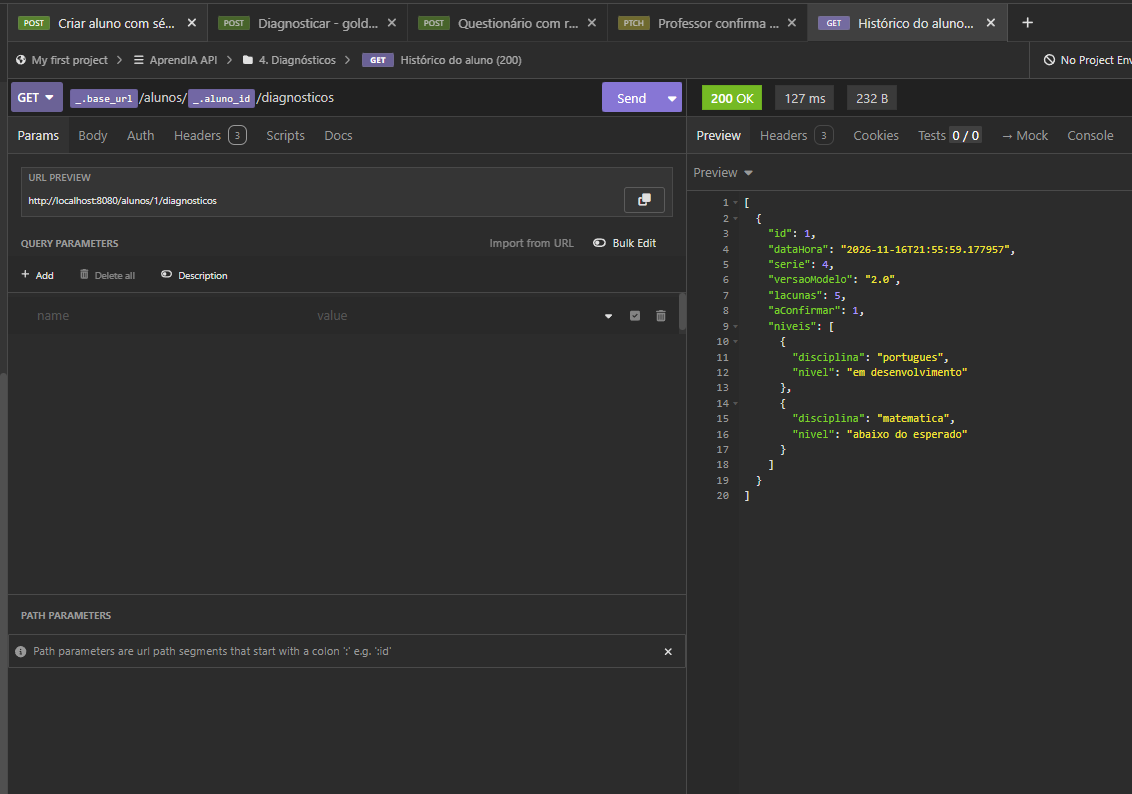 POST Criar aluno com sé... POST Diagnosticar - gold... POST Questionário com r... PTCH Professor confirma ... GET Histórico do aluno...
My first project AprendIA API 4. Diagnósticos GET Histórico do aluno (200) No Project Env
GET _.base_url/alunos/_.aluno_id/diagnosticos Send
Params Body Auth Headers 3 Scripts Docs
URL PREVIEW
http://localhost:8080/alunos/1/diagnosticos
QUERY PARAMETERS Import from URL Bulk Edit
+ Add Delete all Description
name value
PATH PARAMETERS
Path parameters are url path segments that start with a colon ':' e.g. ':id'
200 OK 127 ms 232 B
Preview Headers 3 Cookies Tests 0 / 0 → Mock Console
Preview
1 [
2 {
3 "id": 1,
4 "dataHora": "2026-11-16T21:55:59.177957",
5 "serie": 4,
6 "versaoModelo": "2.0",
7 "lacunas": 5,
8 "aConfirmar": 1,
9 "niveis": [
10 {
11 "disciplina": "portugues",
12 "nivel": "em desenvolvimento"
13 },
14 {
15 "disciplina": "matematica",
16 "nivel": "abaixo do esperado"
17 }
18 ]
19 }
20 ]